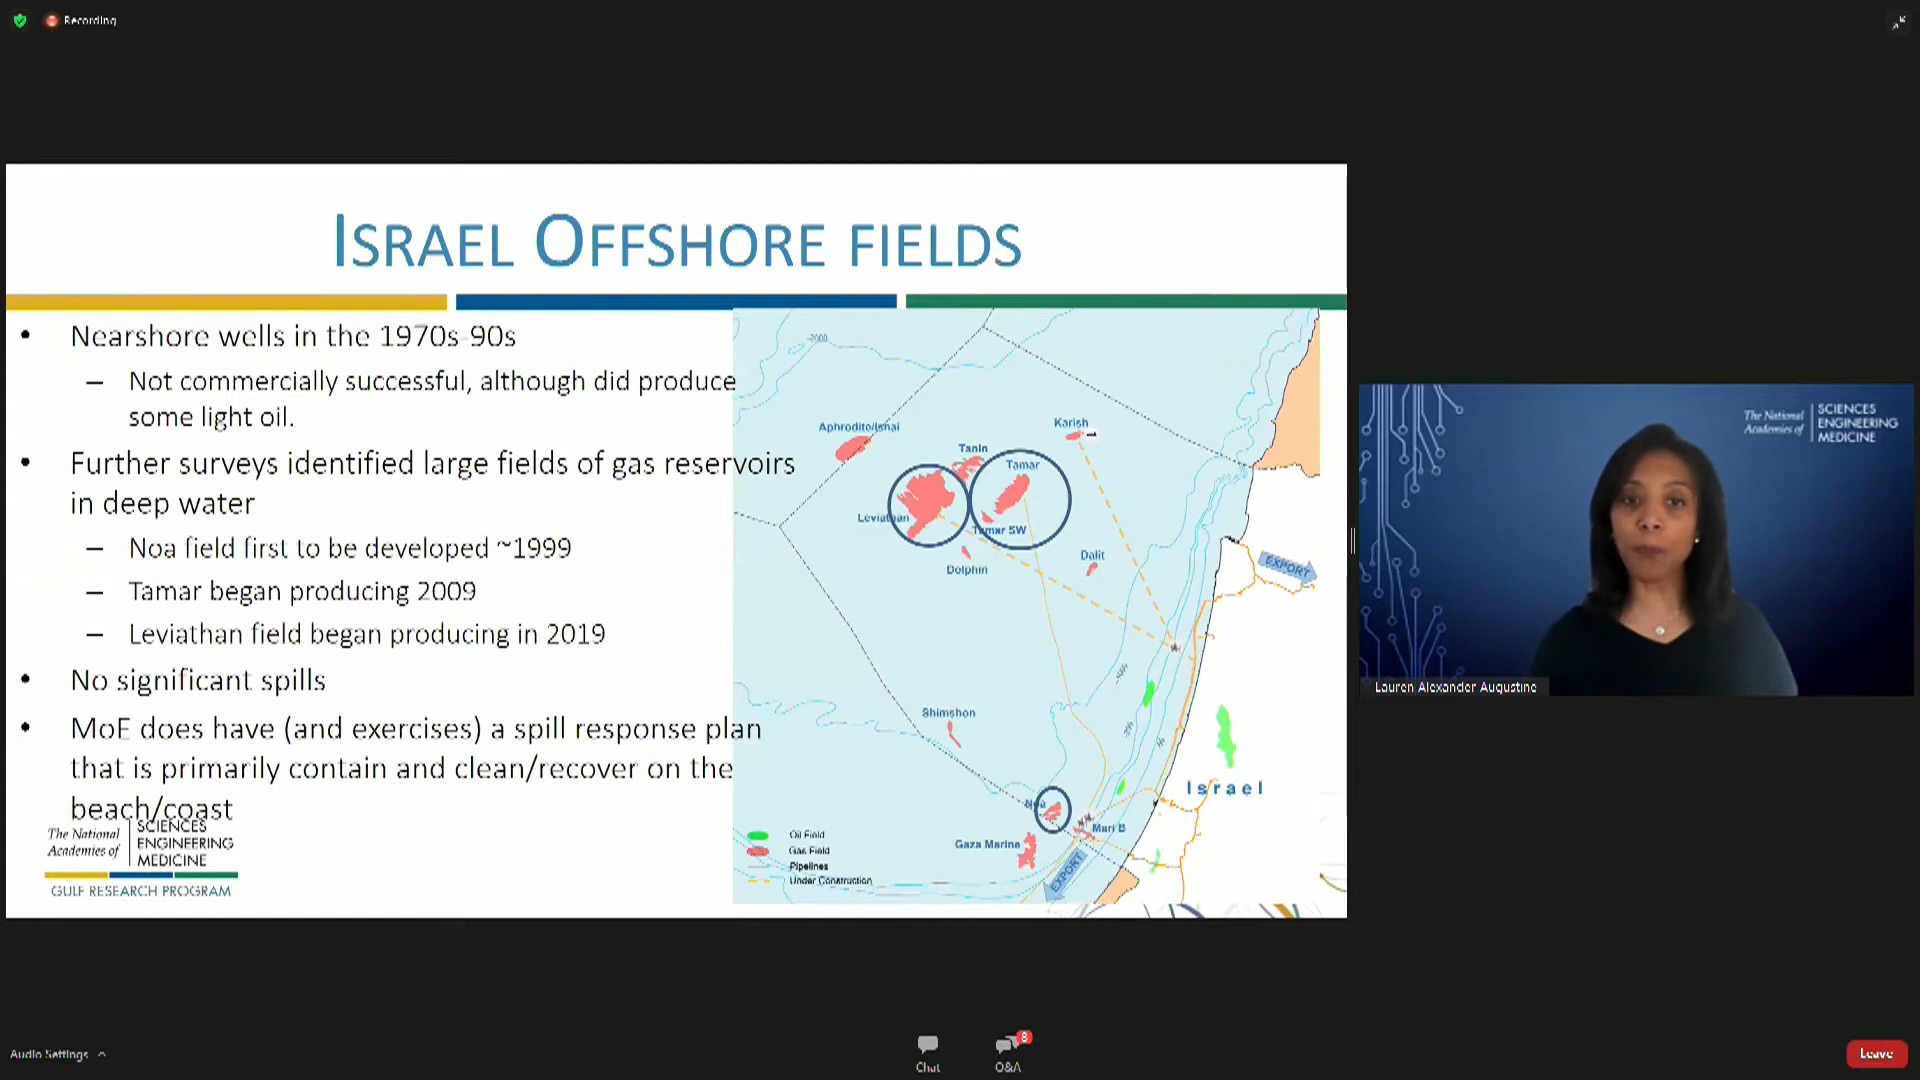 Recording
ISRAEL OFFSHORE FIELDS
• Nearshore wells in the 1970s-90s
– Not commercially successful, although did produce
some light oil.
• Further surveys identified large fields of gas reservoirs
in deep water
– Noa field first to be developed ~1999
– Tamar began producing 2009
– Leviathan field began producing in 2019
• No significant spills
• MoE does have (and exercises) a spill response plan
that is primarily contain and clean/recover on the
beach/coast
The National
Academies of
SCIENCES
ENGINEERING
MEDICINE
GULF RESEARCH PROGRAM
-2000
Aphrodite/Ishai
Karish
Tanin
Tamar
Leviathan
Tamar SW
Dalit
Dolphin
EXPORT
Shimshon
Israel
Noa
Mari B
Gaza Marine
EXPORT
Oil Field
Gas Field
Pipelines
Under Construction
The National
Academies of
SCIENCES
ENGINEERING
MEDICINE
Lauren Alexander Augustine
Audio Settings
Chat
8
Q&A
Leave